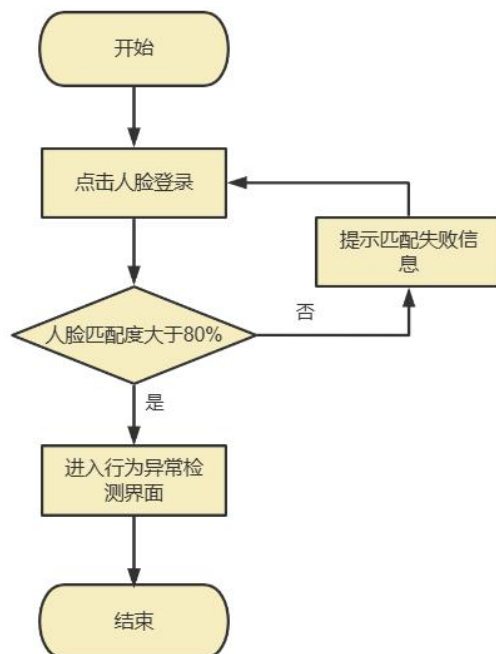 开始
点击人脸登录
提示匹配失败信
息
人脸匹配度大于80%
否
是
进入行为异常检
测界面
结束